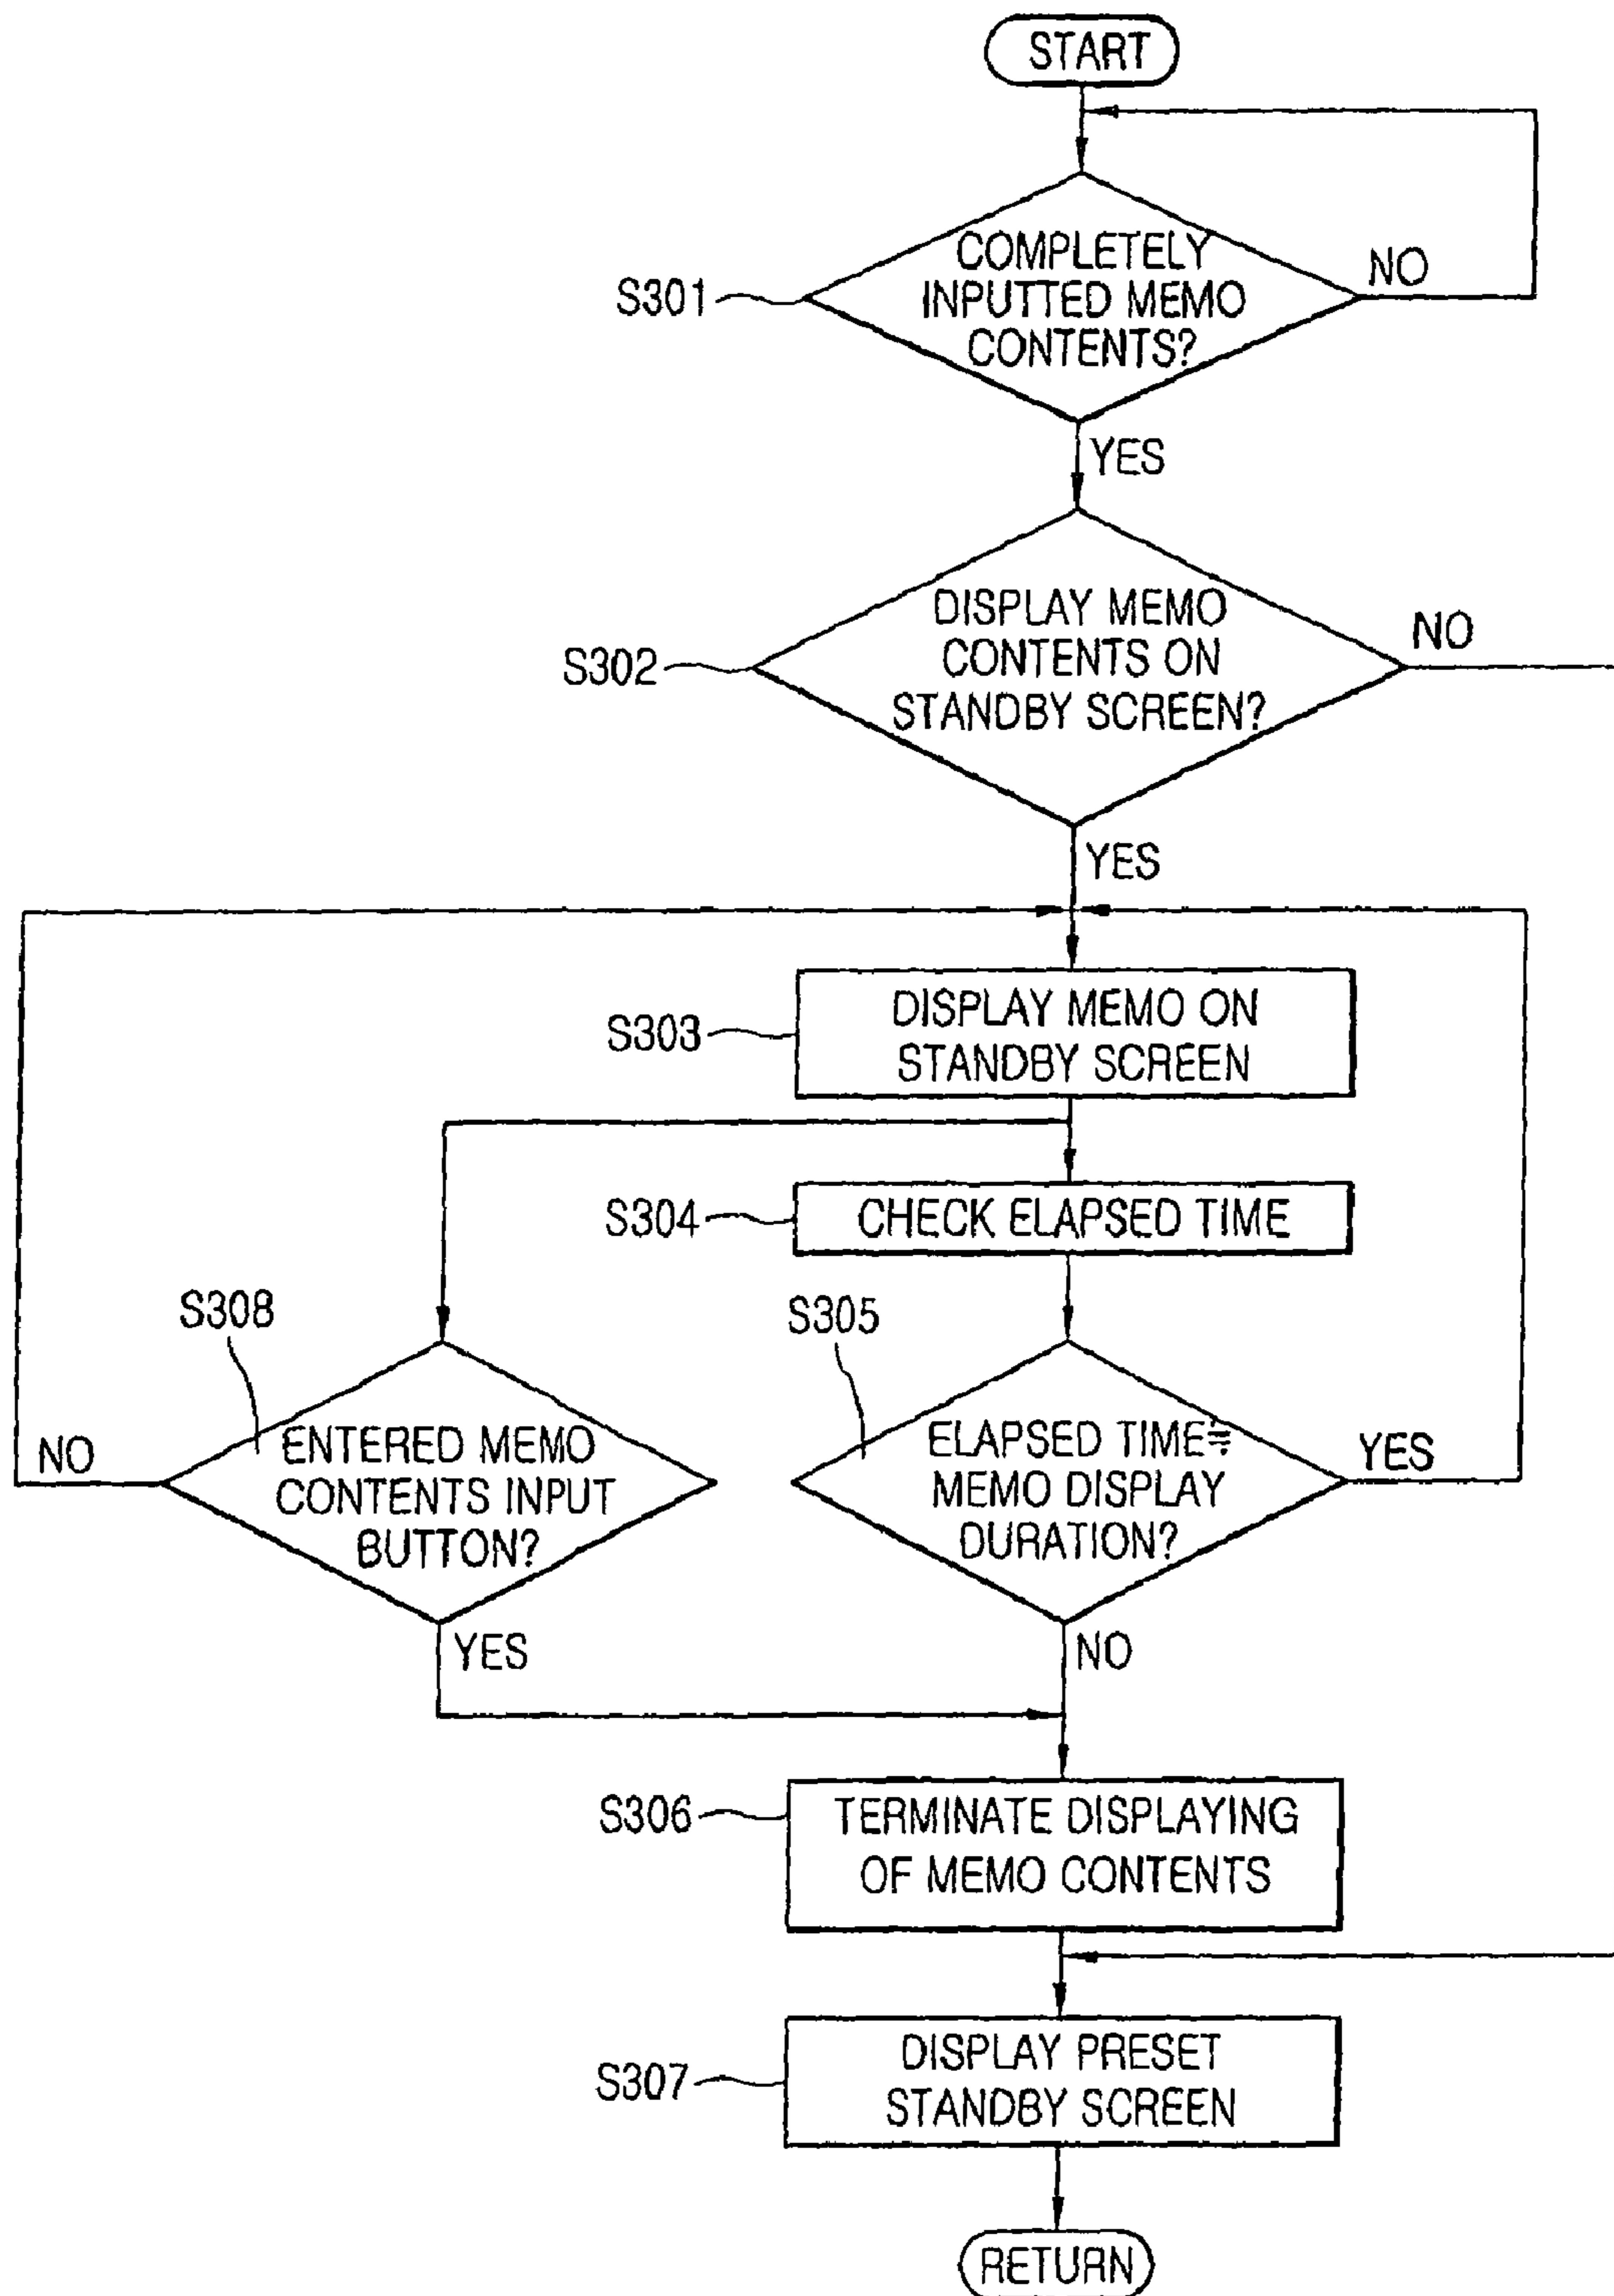 START
COMPLETELY
INPUTTED MEMO
CONTENTS?
NO
S301
YES
DISPLAY MEMO
CONTENTS ON
STANDBY SCREEN?
NO
S302
YES
DISPLAY MEMO ON
STANDBY SCREEN
S303
S304
CHECK ELAPSED TIME
S308
S305
ENTERED MEMO
CONTENTS INPUT
BUTTON?
NO
ELAPSED TIME≒
MEMO DISPLAY
DURATION?
YES
YES
NO
S306
TERMINATE DISPLAYING
OF MEMO CONTENTS
S307
DISPLAY PRESET
STANDBY SCREEN
RETURN